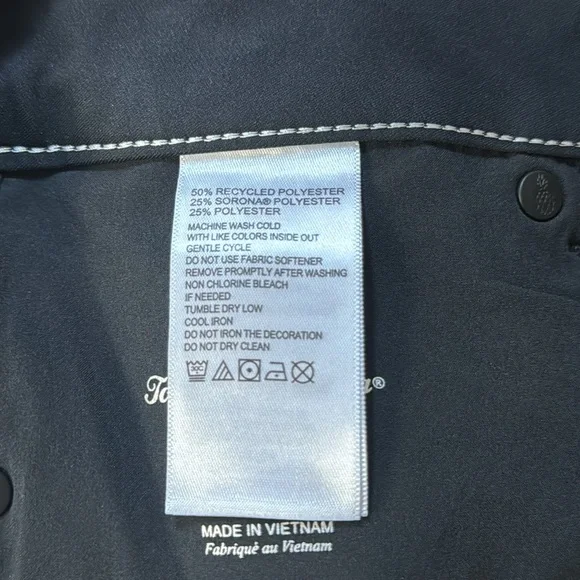 50% RECYCLED POLYESTER
25% SORONA® POLYESTER
25% POLYESTER
MACHINE WASH COLD
WITH LIKE COLORS INSIDE OUT
GENTLE CYCLE
DO NOT USE FABRIC SOFTENER
REMOVE PROMPTLY AFTER WASHING
NON CHLORINE BLEACH
IF NEEDED
TUMBLE DRY LOW
COOL IRON
DO NOT IRON THE DECORATION
DO NOT DRY CLEAN
MADE IN VIETNAM
Fabriqué au Vietnam